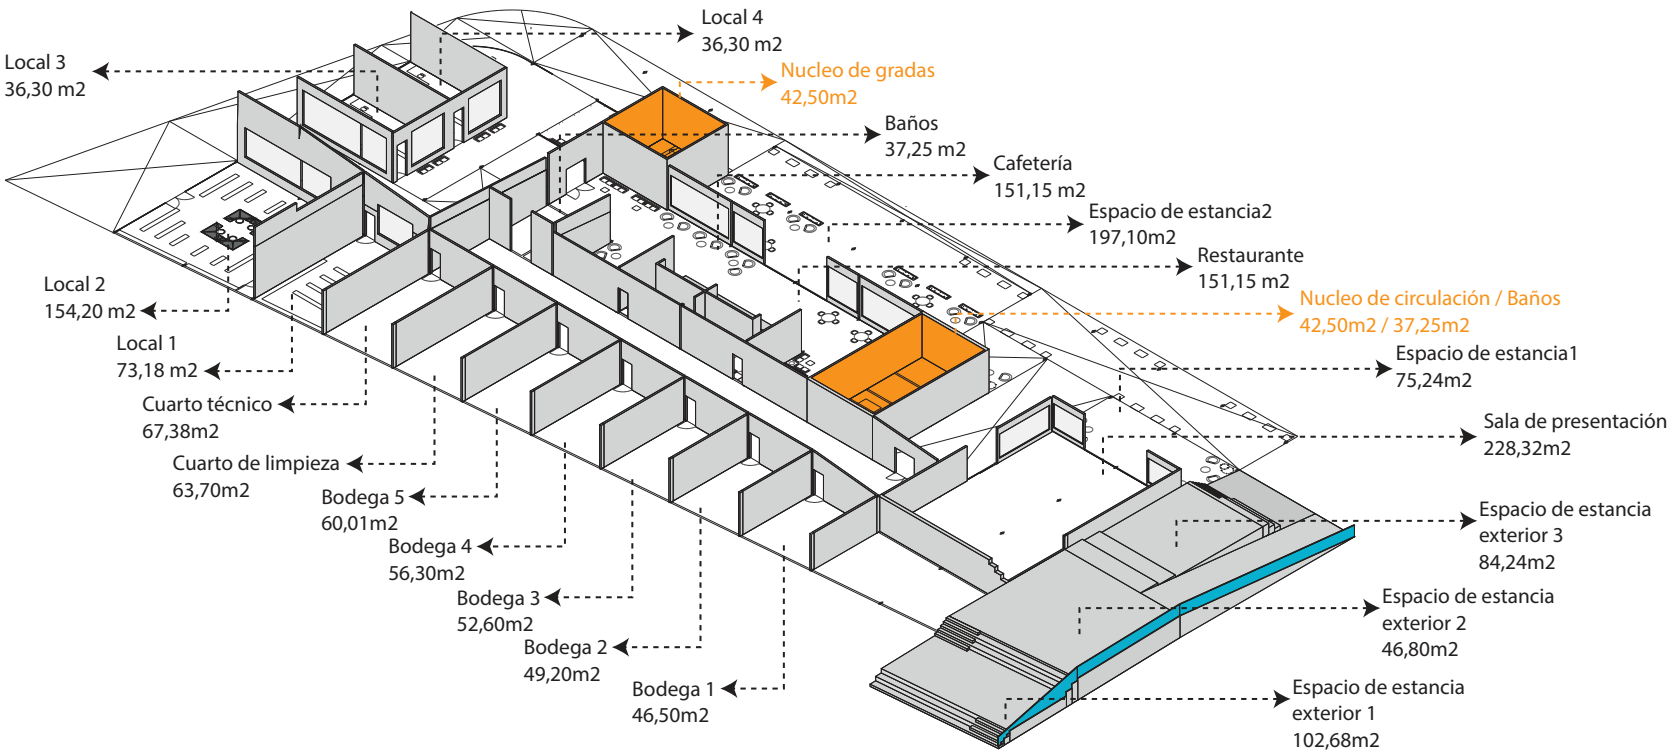 Local 4
36,30 m2
Local 3
36,30 m2
Nucleo de gradas
42,50m2
Baños
37,25 m2
Cafetería
151,15 m2
Espacio de estancia2
197,10m2
Restaurante
151,15 m2
Nucleo de circulación / Baños
42,50m2 / 37,25m2
Espacio de estancia1
75,24m2
Sala de presentación
228,32m2
Espacio de estancia
exterior 3
84,24m2
Espacio de estancia
exterior 2
46,80m2
Espacio de estancia
exterior 1
102,68m2
Local 2
154,20 m2
Local 1
73,18 m2
Cuarto técnico
67,38m2
Cuarto de limpieza
63,70m2
Bodega 5
60,01m2
Bodega 4
56,30m2
Bodega 3
52,60m2
Bodega 2
49,20m2
Bodega 1
46,50m2